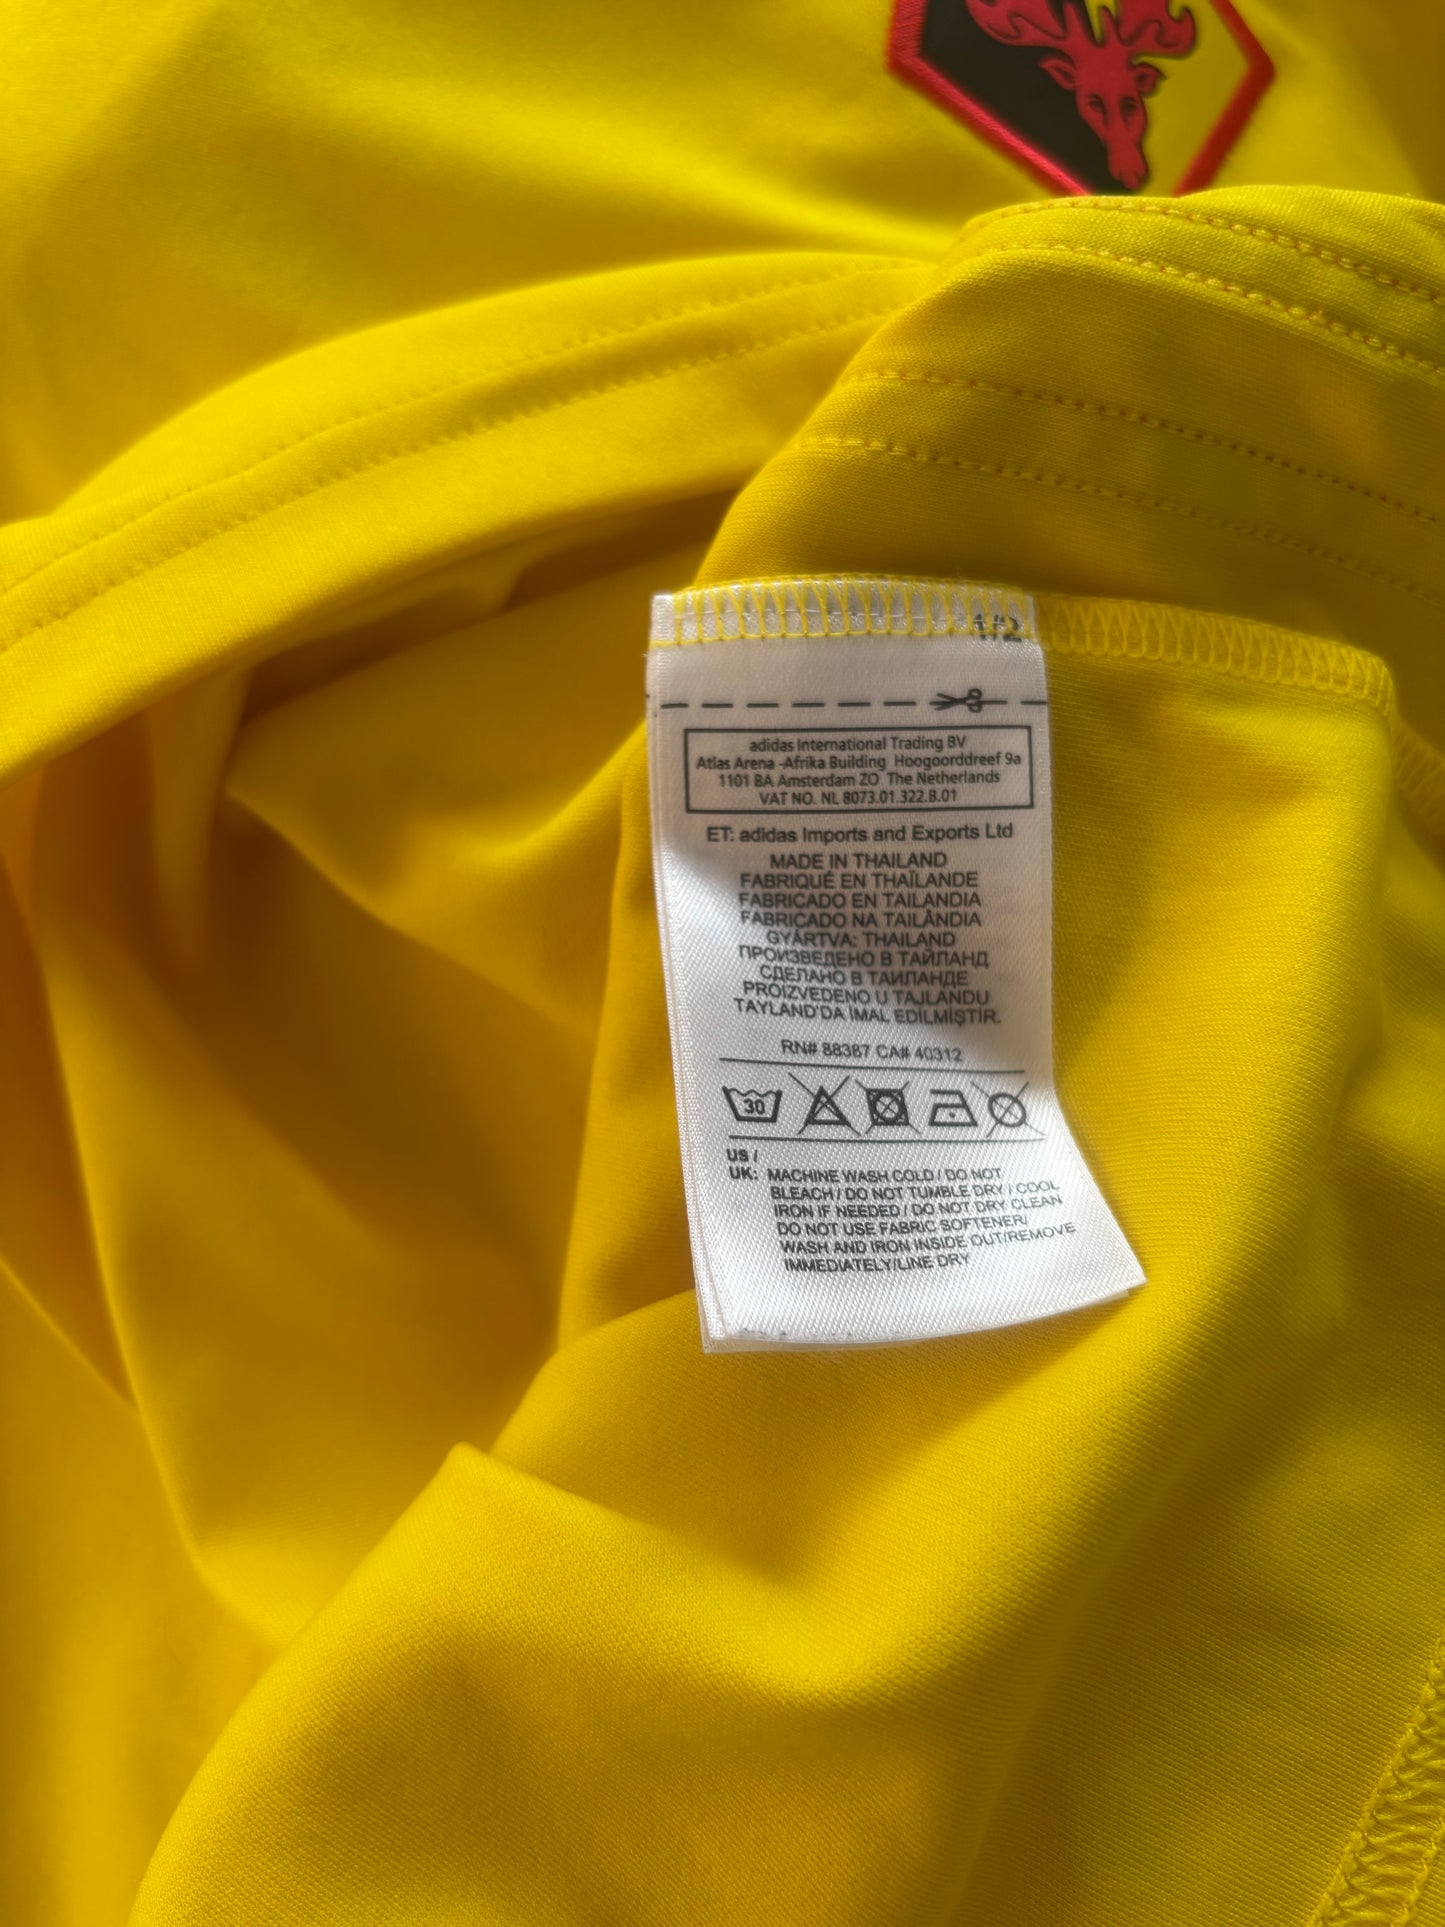 1/2
adidas International Trading BV
Atlas Arena -Afrika Building Hoogoorddreef 9a
1101 BA Amsterdam ZO The Netherlands
VAT NO. NL 8073.01.322.B.01
ET: adidas Imports and Exports Ltd
MADE IN THAILAND
FABRIQUÉ EN THAÏLANDE
FABRICADO EN TAILANDIA
FABRICADO NA TAILÂNDIA
GYÁRTVA: THAILAND
ПРОИЗВЕДЕНО В ТАЙЛАНД
СДЕЛАНО В ТАИЛАНДЕ
PROIZVEDENO U TAJLANDU
TAYLAND'DA İMAL EDİLMİŞTİR.
RN# 88387 CA# 40312
30
US /
UK: MACHINE WASH COLD / DO NOT
BLEACH / DO NOT TUMBLE DRY / COOL
IRON IF NEEDED / DO NOT DRY CLEAN
DO NOT USE FABRIC SOFTENER/
WASH AND IRON INSIDE OUT/REMOVE
IMMEDIATELY/LINE DRY